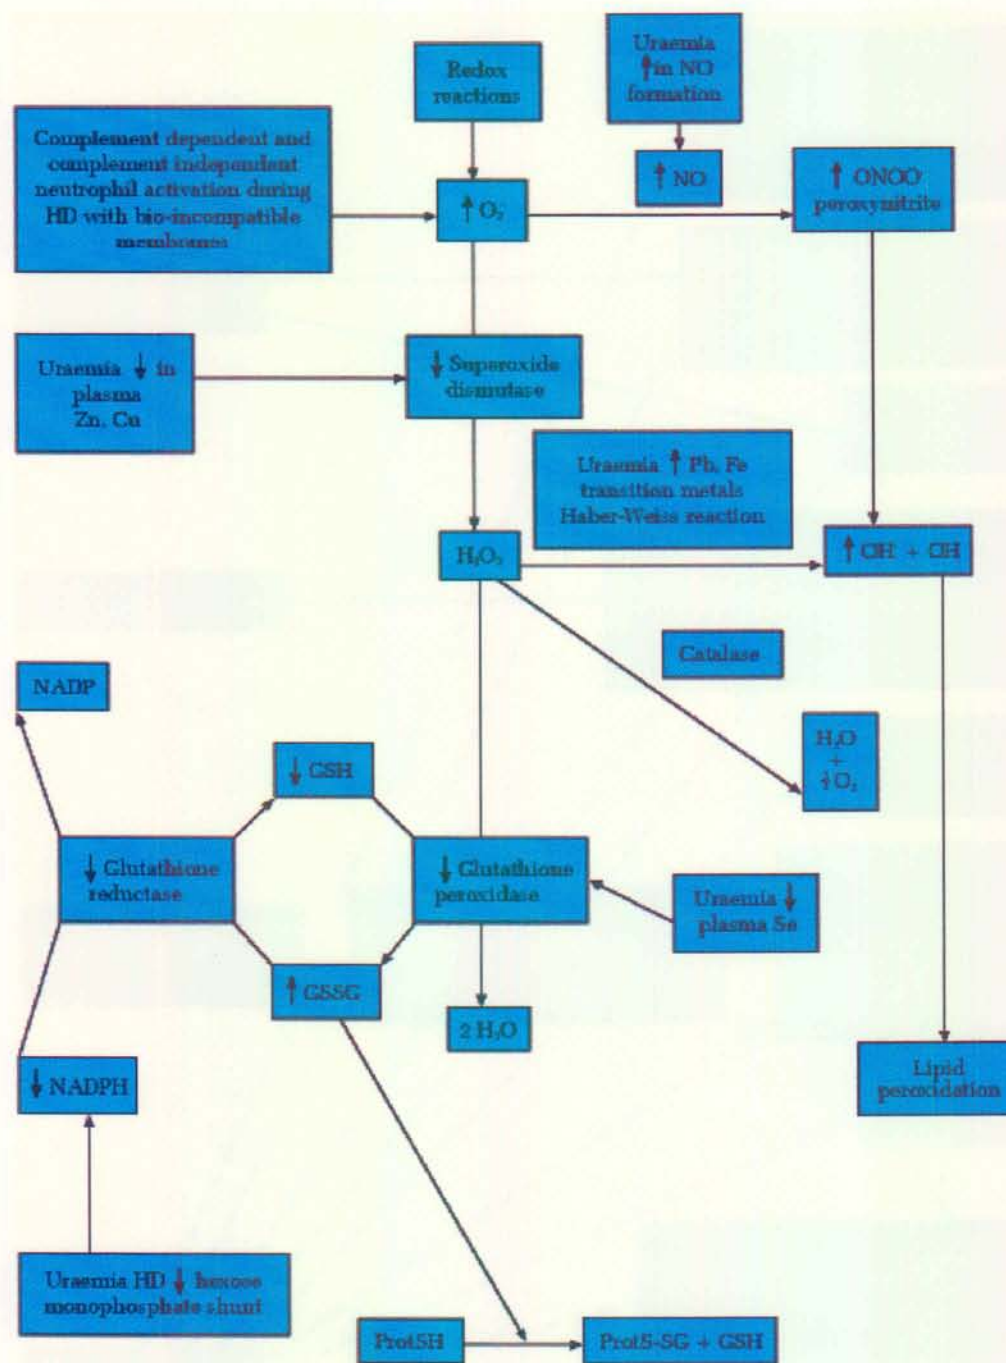 Redox
reactions
Uraemia
↑ in NO
formation
Complement dependent and
complement independent
neutrophil activation during
HD with bio-incompatible
membranes
↑ O₂⁻
↑ NO
↑ ONOO⁻
peroxynitrite
Uraemia ↓ in
plasma
Zn, Cu
↓ Superoxide
dismutase
Uraemia ↑ Pb, Fe
transition metals
Haber-Weiss reaction
H₂O₂
↑ OH + OH
Catalase
NADP
H₂O
+
½O₂
↓ GSH
↓ Glutathione
reductase
↓ Glutathione
peroxidase
Uraemia ↓
plasma Se
↑ GSSG
2 H₂O
↓ NADPH
Lipid
peroxidation
Uraemia HD ↓ hexose
monophosphate shunt
ProtSH
ProtS-SG + GSH